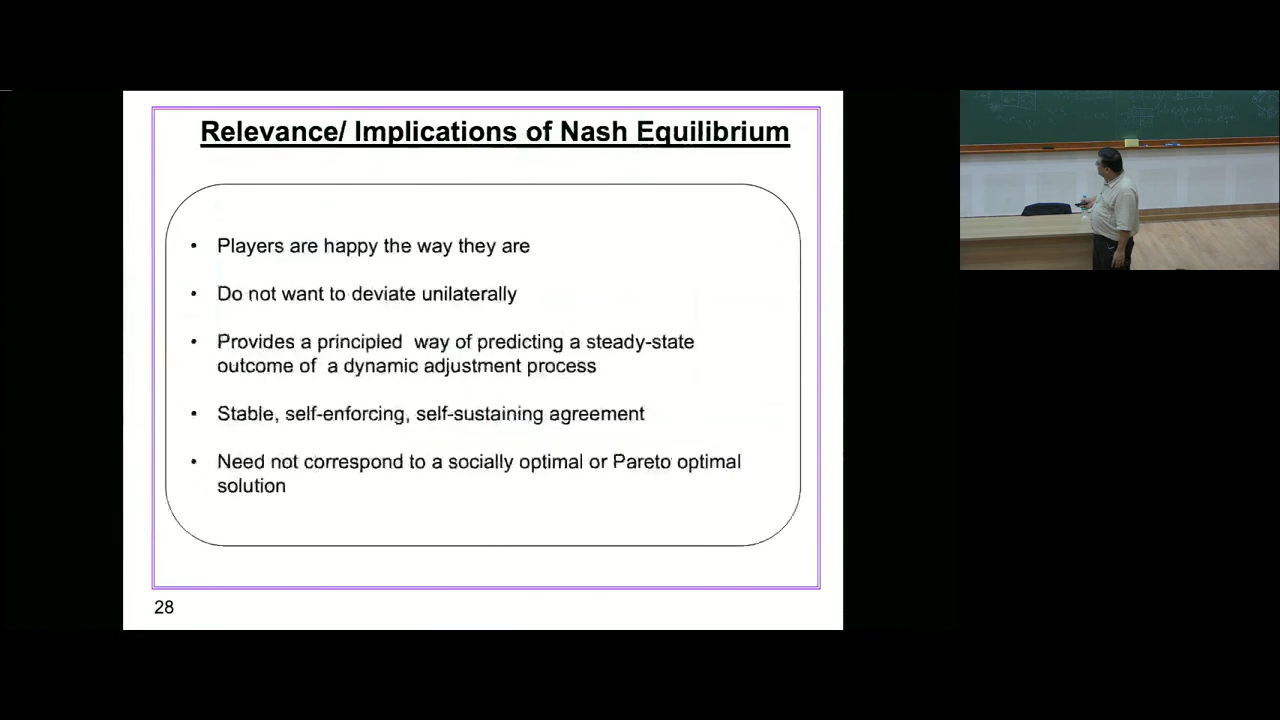 Relevance/ Implications of Nash Equilibrium
• Players are happy the way they are
• Do not want to deviate unilaterally
• Provides a principled way of predicting a steady-state
outcome of a dynamic adjustment process
• Stable, self-enforcing, self-sustaining agreement
• Need not correspond to a socially optimal or Pareto optimal
solution
28